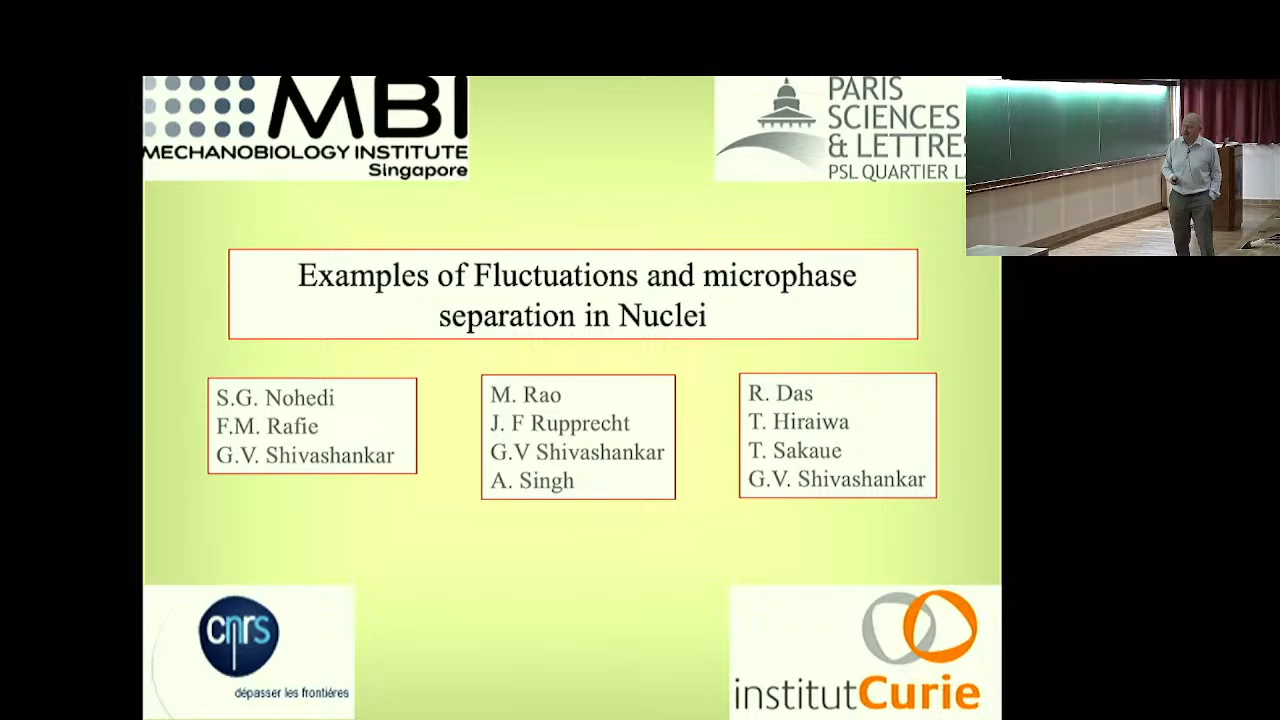 MBI
MECHANOBIOLOGY INSTITUTE
Singapore
PARIS
SCIENCES
& LETTRES
PSL QUARTIER L
Examples of Fluctuations and microphase
separation in Nuclei
S.G. Nohedi
F.M. Rafie
G.V. Shivashankar
M. Rao
J. F Rupprecht
G.V Shivashankar
A. Singh
R. Das
T. Hiraiwa
T. Sakaue
G.V. Shivashankar
cnrs
dépasser les frontières
institutCurie